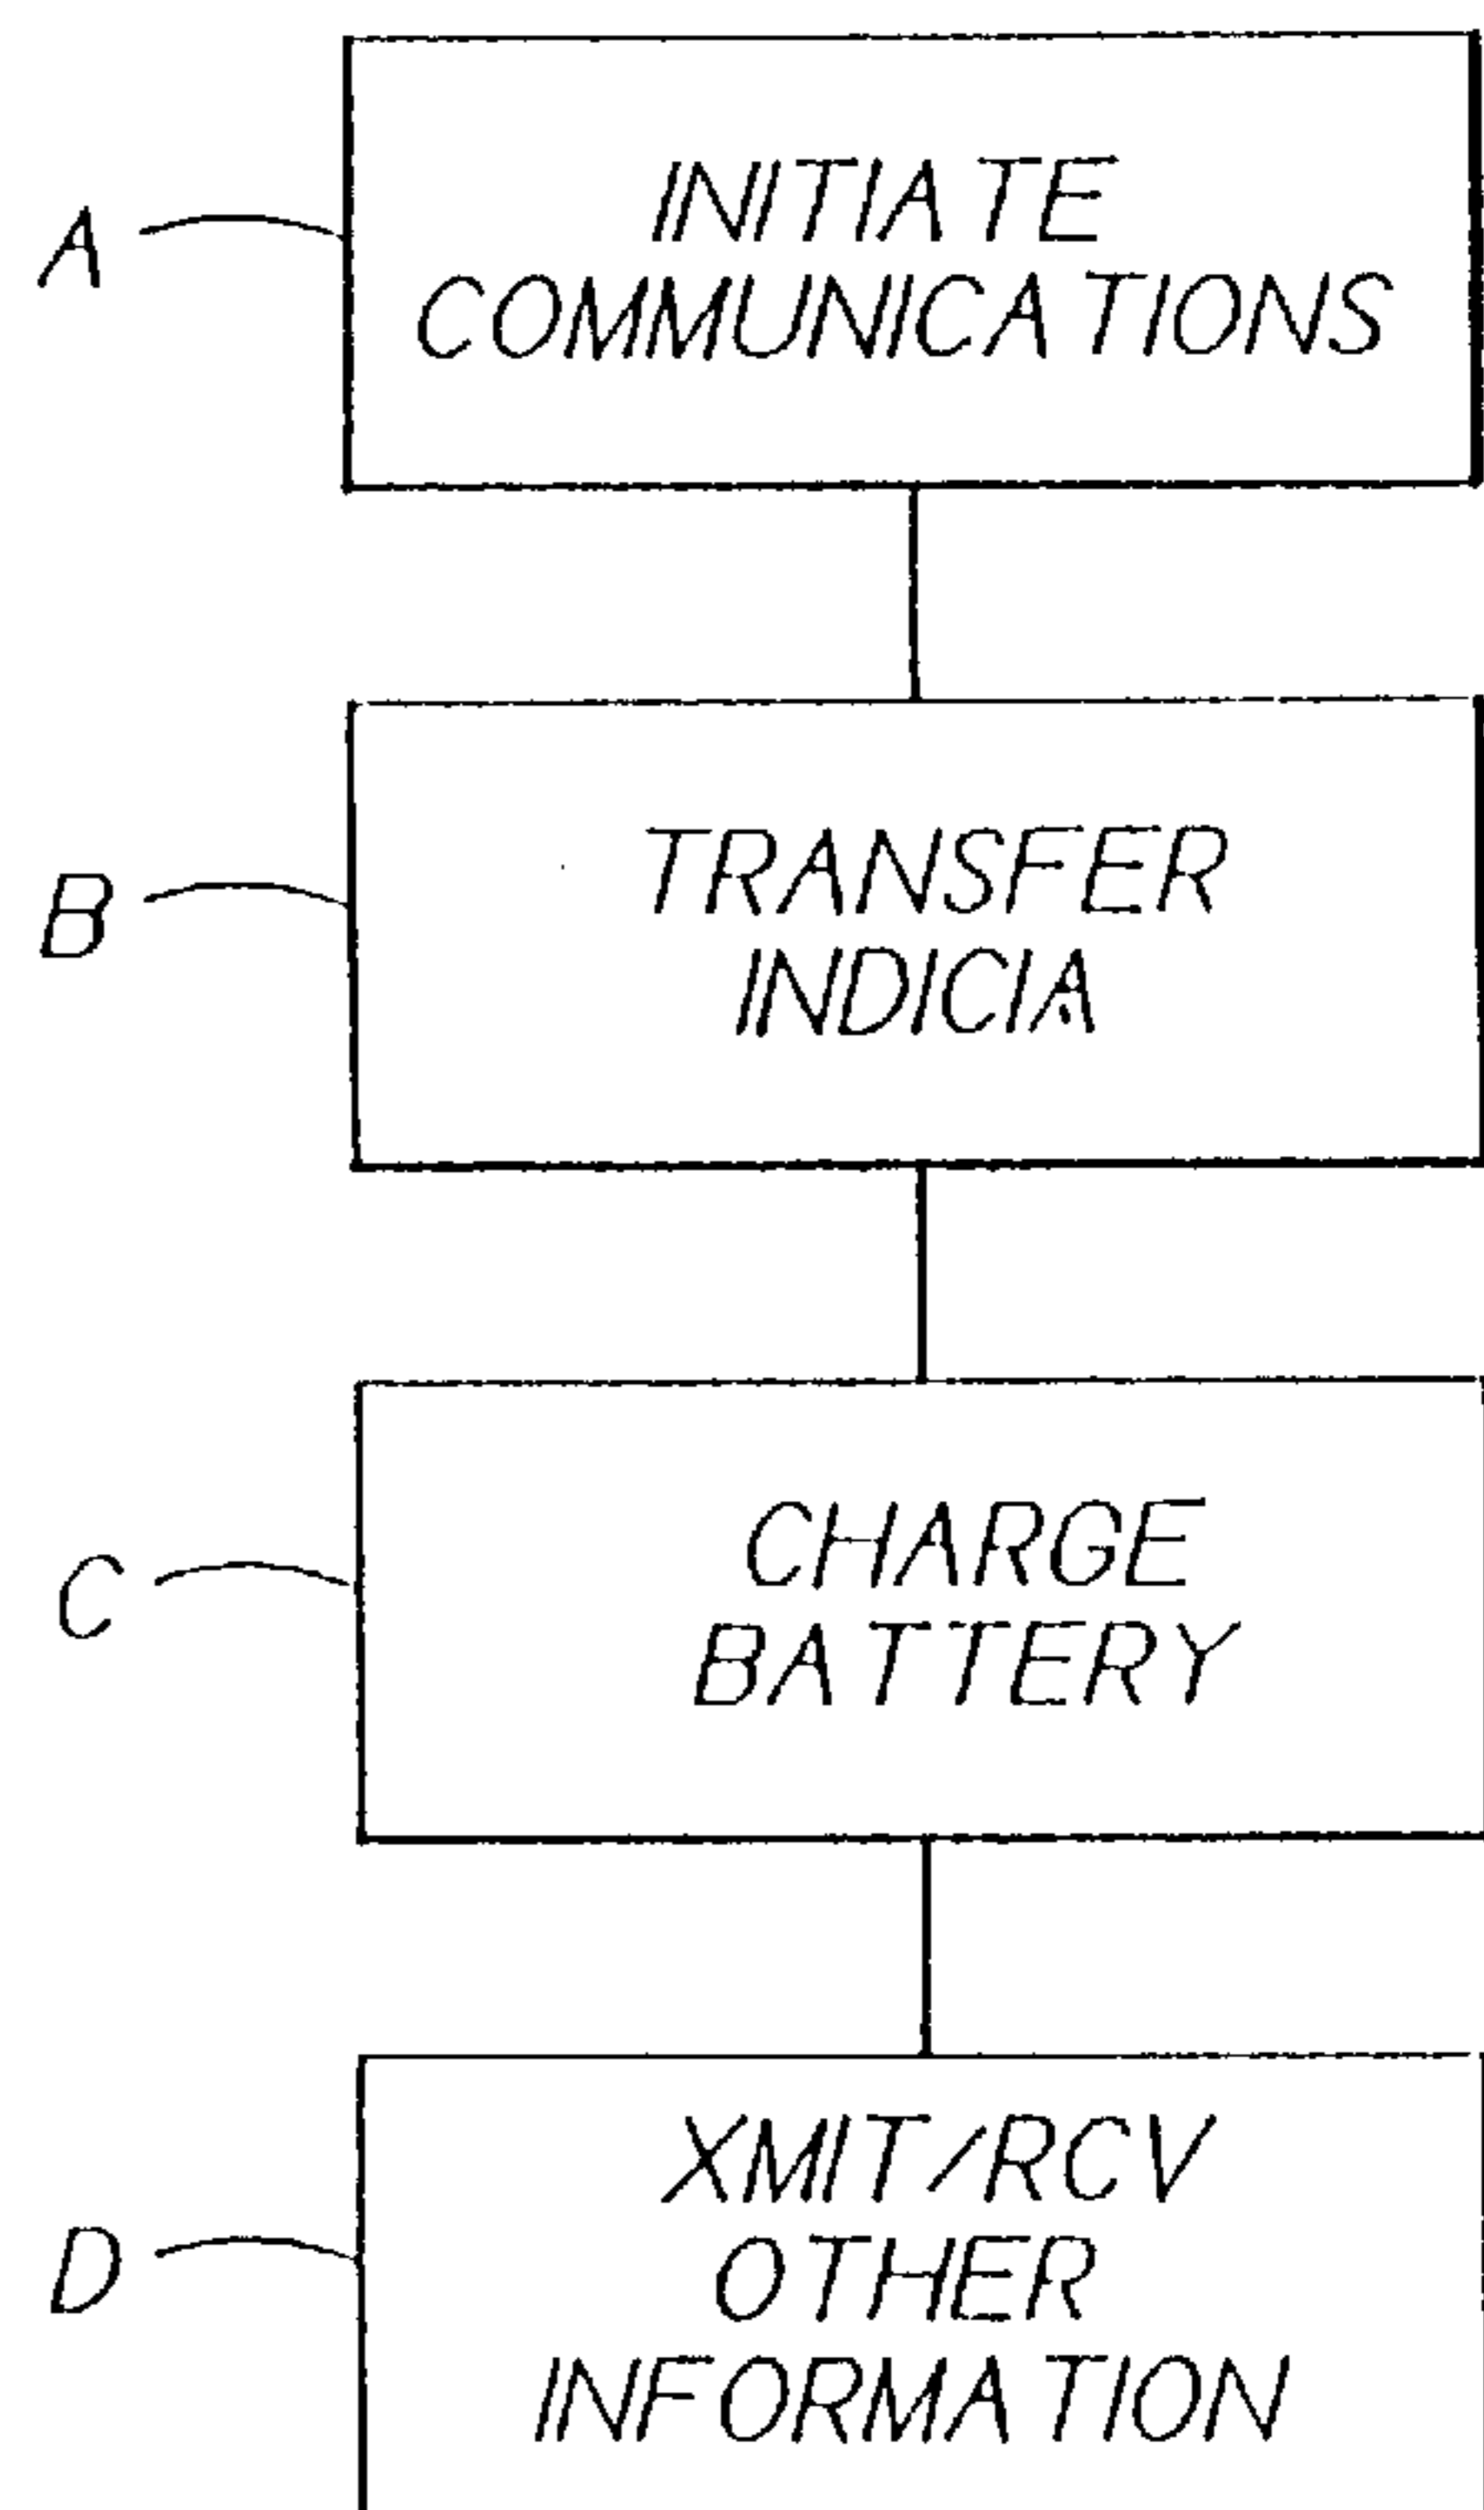 A
INITIATE
COMMUNICATIONS
B
TRANSFER
INDICIA
C
CHARGE
BATTERY
D
XMIT/RCV
OTHER
INFORMATION